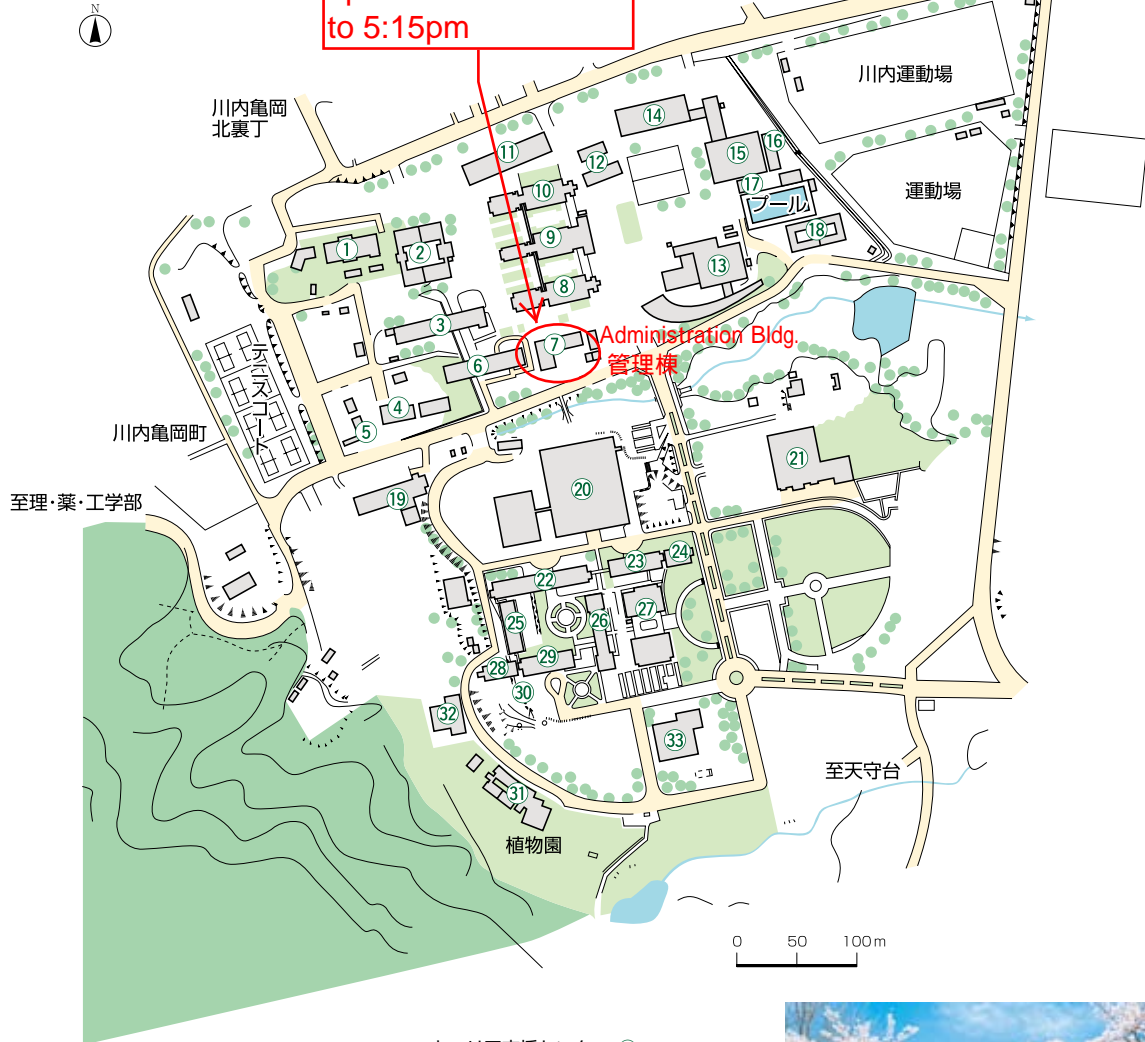 N
to 5:15pm
川内亀岡
北裏丁
川内運動場
⑭
⑪
⑫
⑮
⑯
⑰
プール
運動場
⑩
⑱
①
②
⑨
⑬
⑧
③
⑦
Administration Bldg.
管理棟
⑥
テニスコート
④
⑤
川内亀岡町
㉑
至理・薬・工学部
⑲
⑳
㉔
㉓
㉒
㉕
㉖
㉗
㉙
㉘
㉚
㉜
㉝
至天守台
㉛
植物園
0 50 100m